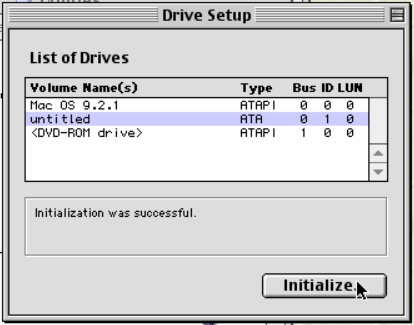 Drive Setup
List of Drives
Volume Name(s) Type Bus ID LUN
Mac OS 9.2.1 ATAPI 0 0 0
untitled ATA 0 1 0
<DVD-ROM drive> ATAPI 1 0 0
Initialization was successful.
Initialize...